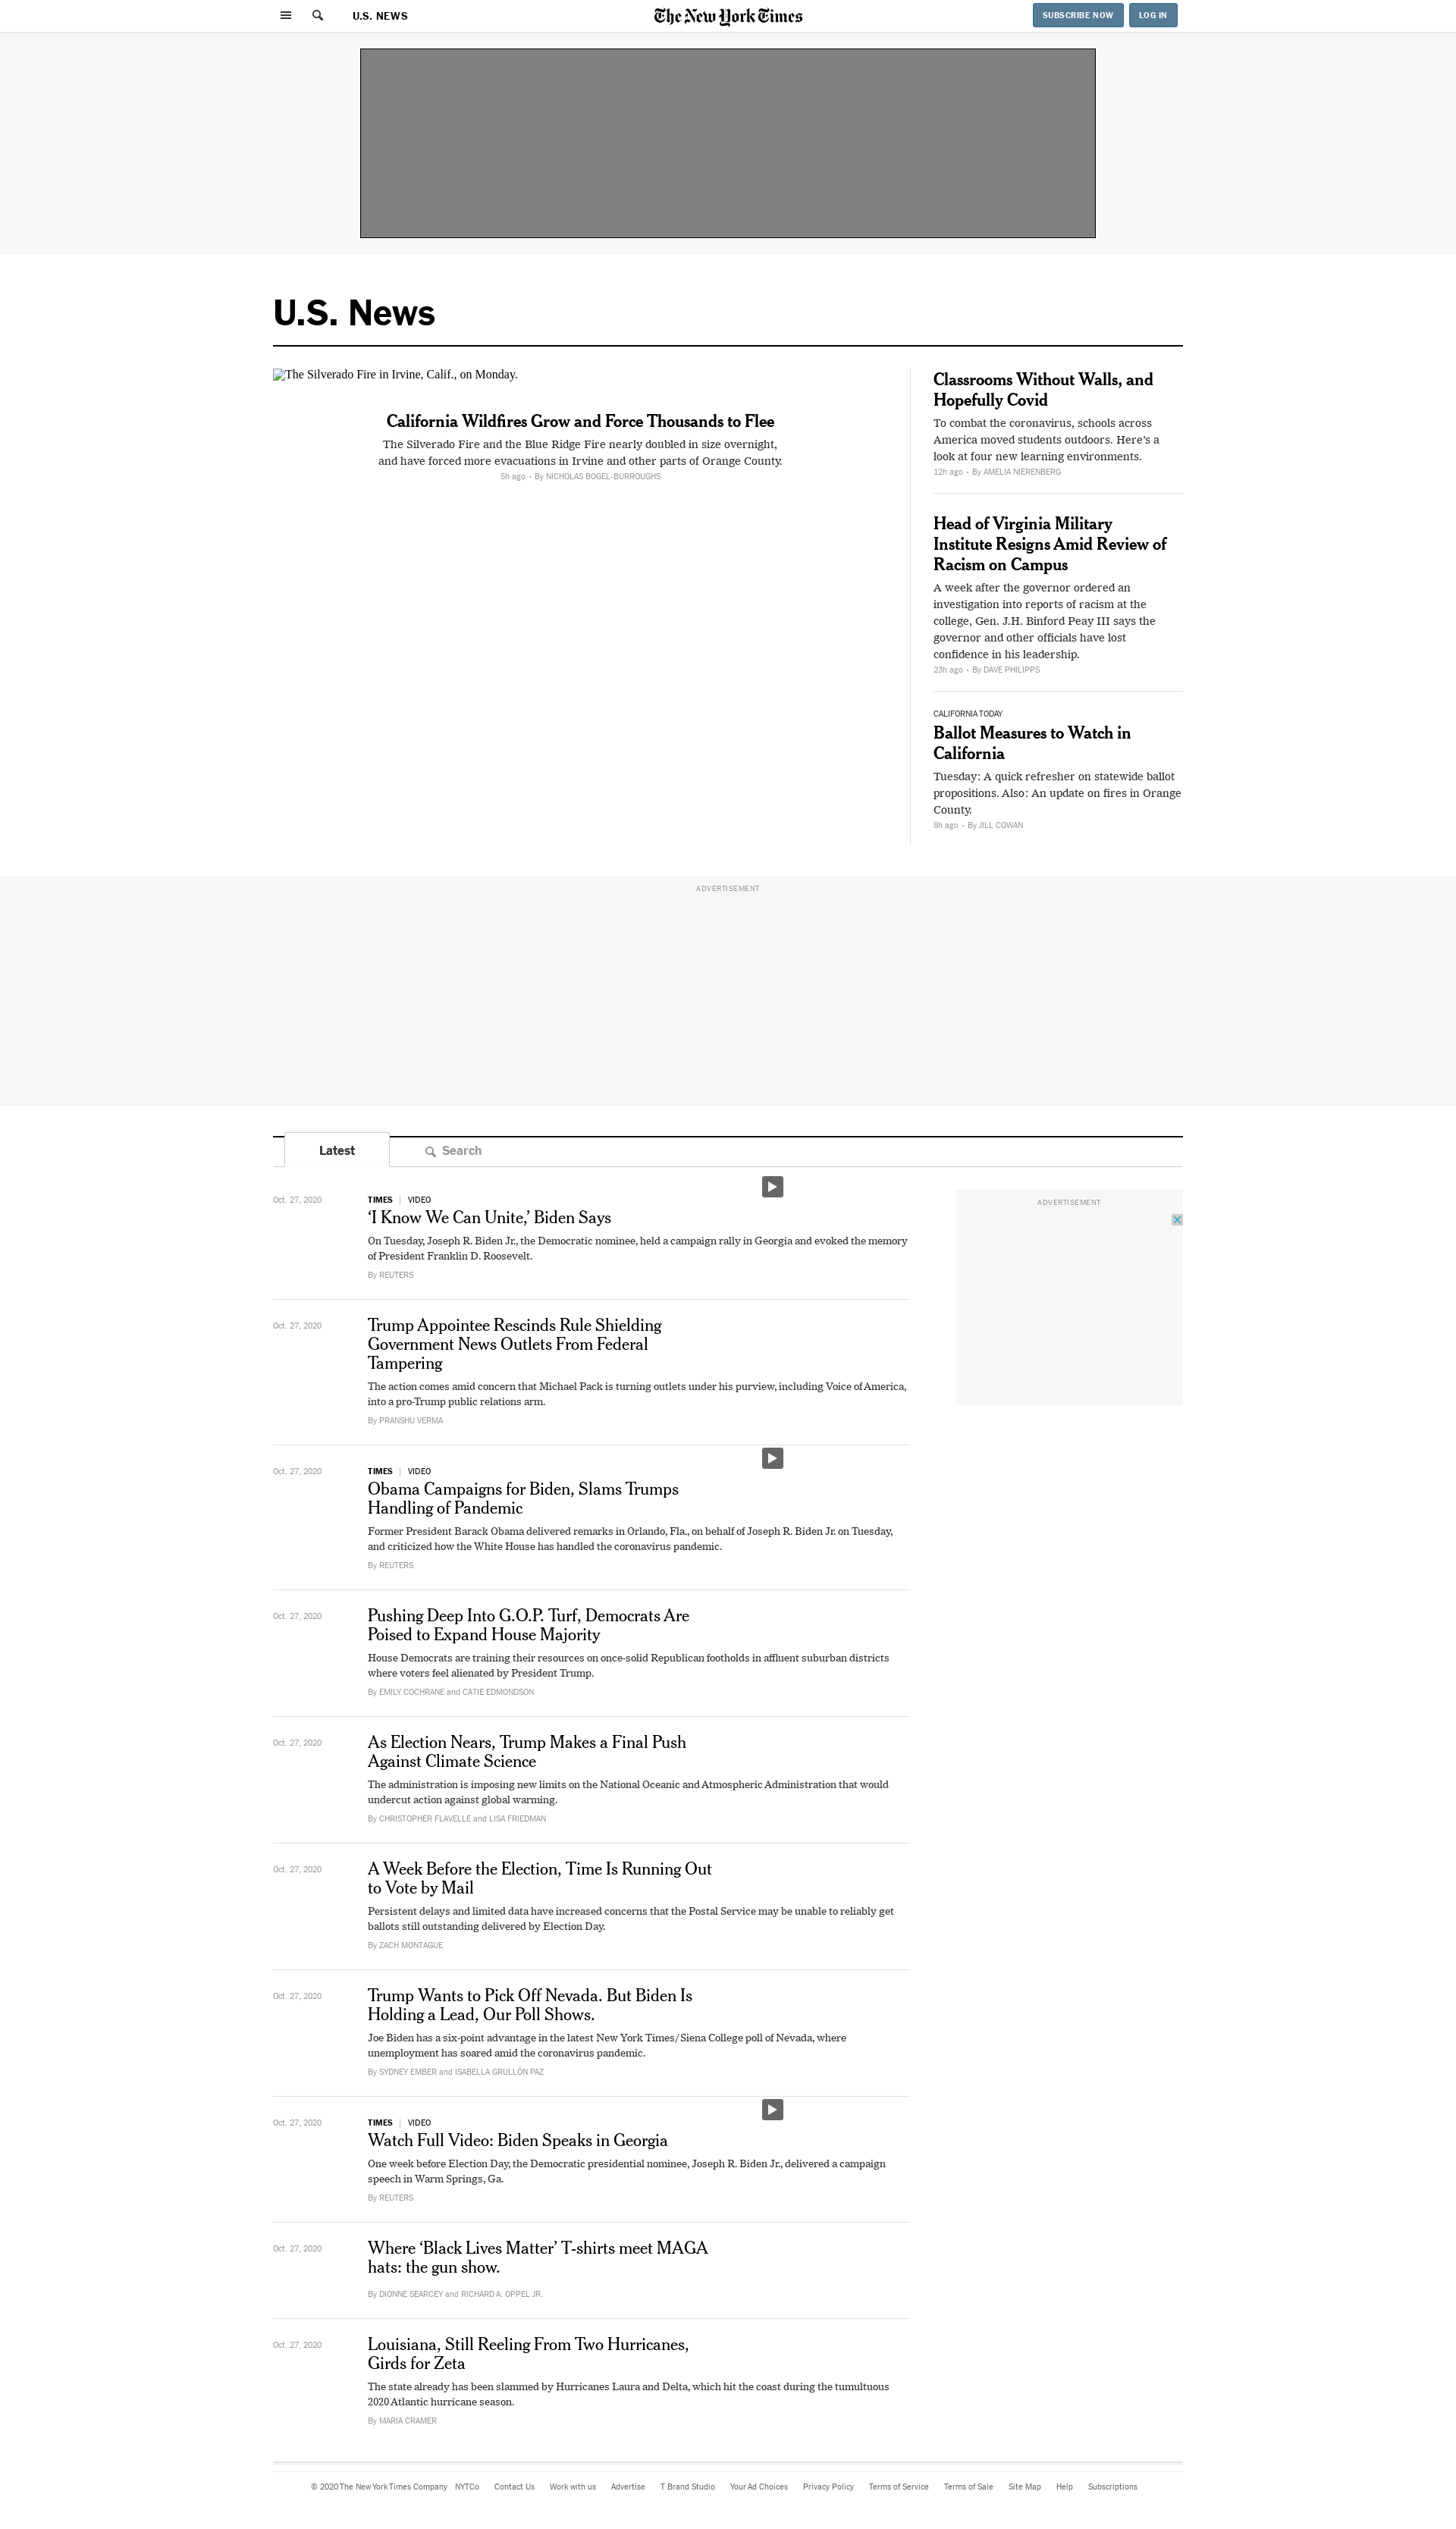 U.S. NEWS
The New York Times
SUBSCRIBE NOW
LOG IN
U.S. News
The Silverado Fire in Irvine, Calif., on Monday.
California Wildfires Grow and Force Thousands to Flee
The Silverado Fire and the Blue Ridge Fire nearly doubled in size overnight,
and have forced more evacuations in Irvine and other parts of Orange County.
5h ago • By NICHOLAS BOGEL-BURROUGHS
Classrooms Without Walls, and
Hopefully Covid
To combat the coronavirus, schools across
America moved students outdoors. Here's a
look at four new learning environments.
12h ago • By AMELIA NIERENBERG
Head of Virginia Military
Institute Resigns Amid Review of
Racism on Campus
A week after the governor ordered an
investigation into reports of racism at the
college, Gen. J.H. Binford Peay III says the
governor and other officials have lost
confidence in his leadership.
23h ago • By DAVE PHILIPPS
CALIFORNIA TODAY
Ballot Measures to Watch in
California
Tuesday: A quick refresher on statewide ballot
propositions. Also: An update on fires in Orange
County.
8h ago • By JILL COWAN
ADVERTISEMENT
Latest
Search
Oct. 27, 2020
TIMES | VIDEO
‘I Know We Can Unite,’ Biden Says
On Tuesday, Joseph R. Biden Jr., the Democratic nominee, held a campaign rally in Georgia and evoked the memory
of President Franklin D. Roosevelt.
By REUTERS
ADVERTISEMENT
Oct. 27, 2020
Trump Appointee Rescinds Rule Shielding
Government News Outlets From Federal
Tampering
The action comes amid concern that Michael Pack is turning outlets under his purview, including Voice of America,
into a pro-Trump public relations arm.
By PRANSHU VERMA
Oct. 27, 2020
TIMES | VIDEO
Obama Campaigns for Biden, Slams Trumps
Handling of Pandemic
Former President Barack Obama delivered remarks in Orlando, Fla., on behalf of Joseph R. Biden Jr. on Tuesday,
and criticized how the White House has handled the coronavirus pandemic.
By REUTERS
Oct. 27, 2020
Pushing Deep Into G.O.P. Turf, Democrats Are
Poised to Expand House Majority
House Democrats are training their resources on once-solid Republican footholds in affluent suburban districts
where voters feel alienated by President Trump.
By EMILY COCHRANE and CATIE EDMONDSON
Oct. 27, 2020
As Election Nears, Trump Makes a Final Push
Against Climate Science
The administration is imposing new limits on the National Oceanic and Atmospheric Administration that would
undercut action against global warming.
By CHRISTOPHER FLAVELLE and LISA FRIEDMAN
Oct. 27, 2020
A Week Before the Election, Time Is Running Out
to Vote by Mail
Persistent delays and limited data have increased concerns that the Postal Service may be unable to reliably get
ballots still outstanding delivered by Election Day.
By ZACH MONTAGUE
Oct. 27, 2020
Trump Wants to Pick Off Nevada. But Biden Is
Holding a Lead, Our Poll Shows.
Joe Biden has a six-point advantage in the latest New York Times/Siena College poll of Nevada, where
unemployment has soared amid the coronavirus pandemic.
By SYDNEY EMBER and ISABELLA GRULLÓN PAZ
Oct. 27, 2020
TIMES | VIDEO
Watch Full Video: Biden Speaks in Georgia
One week before Election Day, the Democratic presidential nominee, Joseph R. Biden Jr., delivered a campaign
speech in Warm Springs, Ga.
By REUTERS
Oct. 27, 2020
Where ‘Black Lives Matter’ T-shirts meet MAGA
hats: the gun show.
By DIONNE SEARCEY and RICHARD A. OPPEL JR.
Oct. 27, 2020
Louisiana, Still Reeling From Two Hurricanes,
Girds for Zeta
The state already has been slammed by Hurricanes Laura and Delta, which hit the coast during the tumultuous
2020 Atlantic hurricane season.
By MARIA CRAMER
© 2020 The New York Times Company NYTCo Contact Us Work with us Advertise T Brand Studio Your Ad Choices Privacy Policy Terms of Service Terms of Sale Site Map Help Subscriptions